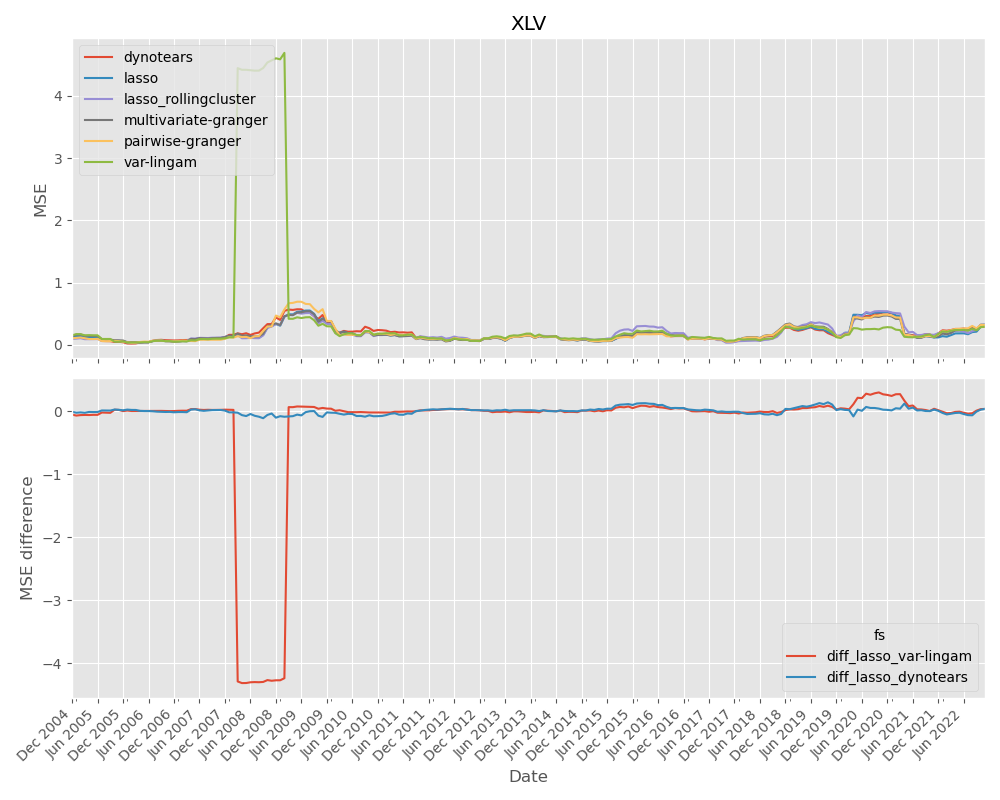 XLV
dynotears
lasso
lasso_rollingcluster
multivariate-granger
pairwise-granger
var-lingam
MSE
4
3
2
1
0
MSE difference
0
−1
−2
−3
−4
fs
diff_lasso_var-lingam
diff_lasso_dynotears
Dec 2004
Jun 2005
Dec 2005
Jun 2006
Dec 2006
Jun 2007
Dec 2007
Jun 2008
Dec 2008
Jun 2009
Dec 2009
Jun 2010
Dec 2010
Jun 2011
Dec 2011
Jun 2012
Dec 2012
Jun 2013
Dec 2013
Jun 2014
Dec 2014
Jun 2015
Dec 2015
Jun 2016
Dec 2016
Jun 2017
Dec 2017
Jun 2018
Dec 2018
Jun 2019
Dec 2019
Jun 2020
Dec 2020
Jun 2021
Dec 2021
Jun 2022
Date